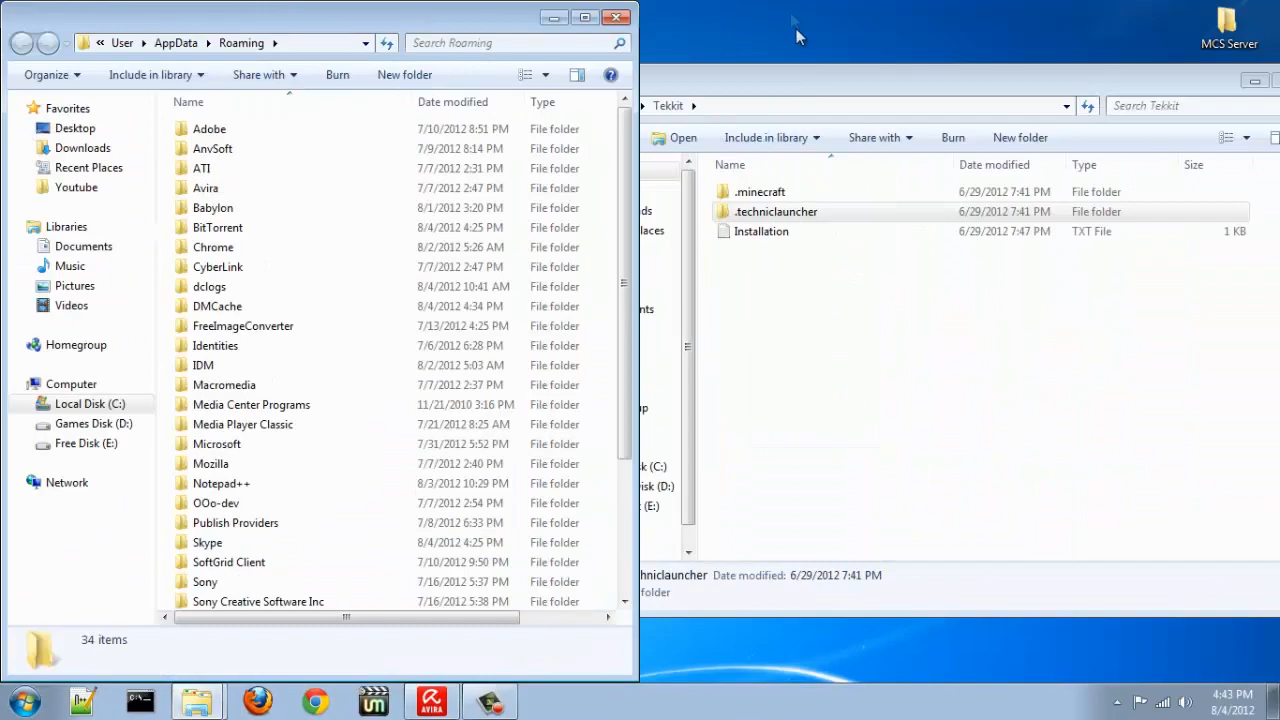 « User ▸ AppData ▸ Roaming ▸
Search Roaming
Organize Include in library Share with Burn New folder
Name Date modified Type
Adobe 7/10/2012 8:51 PM File folder
AnvSoft 7/9/2012 8:14 PM File folder
ATI 7/7/2012 2:31 PM File folder
Avira 7/7/2012 2:47 PM File folder
Babylon 8/1/2012 3:20 PM File folder
BitTorrent 8/4/2012 4:25 PM File folder
Chrome 8/2/2012 5:26 AM File folder
CyberLink 7/7/2012 2:47 PM File folder
dclogs 8/4/2012 10:41 AM File folder
DMCache 8/4/2012 4:34 PM File folder
FreeImageConverter 7/13/2012 4:25 PM File folder
Identities 7/6/2012 6:28 PM File folder
IDM 8/2/2012 5:03 AM File folder
Macromedia 7/7/2012 2:37 PM File folder
Media Center Programs 11/21/2010 3:16 PM File folder
Media Player Classic 7/21/2012 8:25 AM File folder
Microsoft 7/31/2012 5:52 PM File folder
Mozilla 7/7/2012 2:40 PM File folder
Notepad++ 8/3/2012 10:29 PM File folder
OOo-dev 7/7/2012 2:54 PM File folder
Publish Providers 7/8/2012 6:33 PM File folder
Skype 8/4/2012 4:25 PM File folder
SoftGrid Client 7/10/2012 9:50 PM File folder
Sony 7/16/2012 5:37 PM File folder
Sony Creative Software Inc 7/16/2012 5:38 PM File folder
Favorites
Desktop
Downloads
Recent Places
Youtube
Libraries
Documents
Music
Pictures
Videos
Homegroup
Computer
Local Disk (C:)
Games Disk (D:)
Free Disk (E:)
Network
34 items
MCS Server
▸ Tekkit ▸
Search Tekkit
Open Include in library Share with Burn New folder
Name Date modified Type Size
.minecraft 6/29/2012 7:41 PM File folder
.techniclauncher 6/29/2012 7:41 PM File folder
Installation 6/29/2012 7:47 PM TXT File 1 KB
ds
laces
nts
up
sk (C:)
Disk (D:)
k (E:)
hniclauncher Date modified: 6/29/2012 7:41 PM
older
UM
AVIRA
4:43 PM
8/4/2012